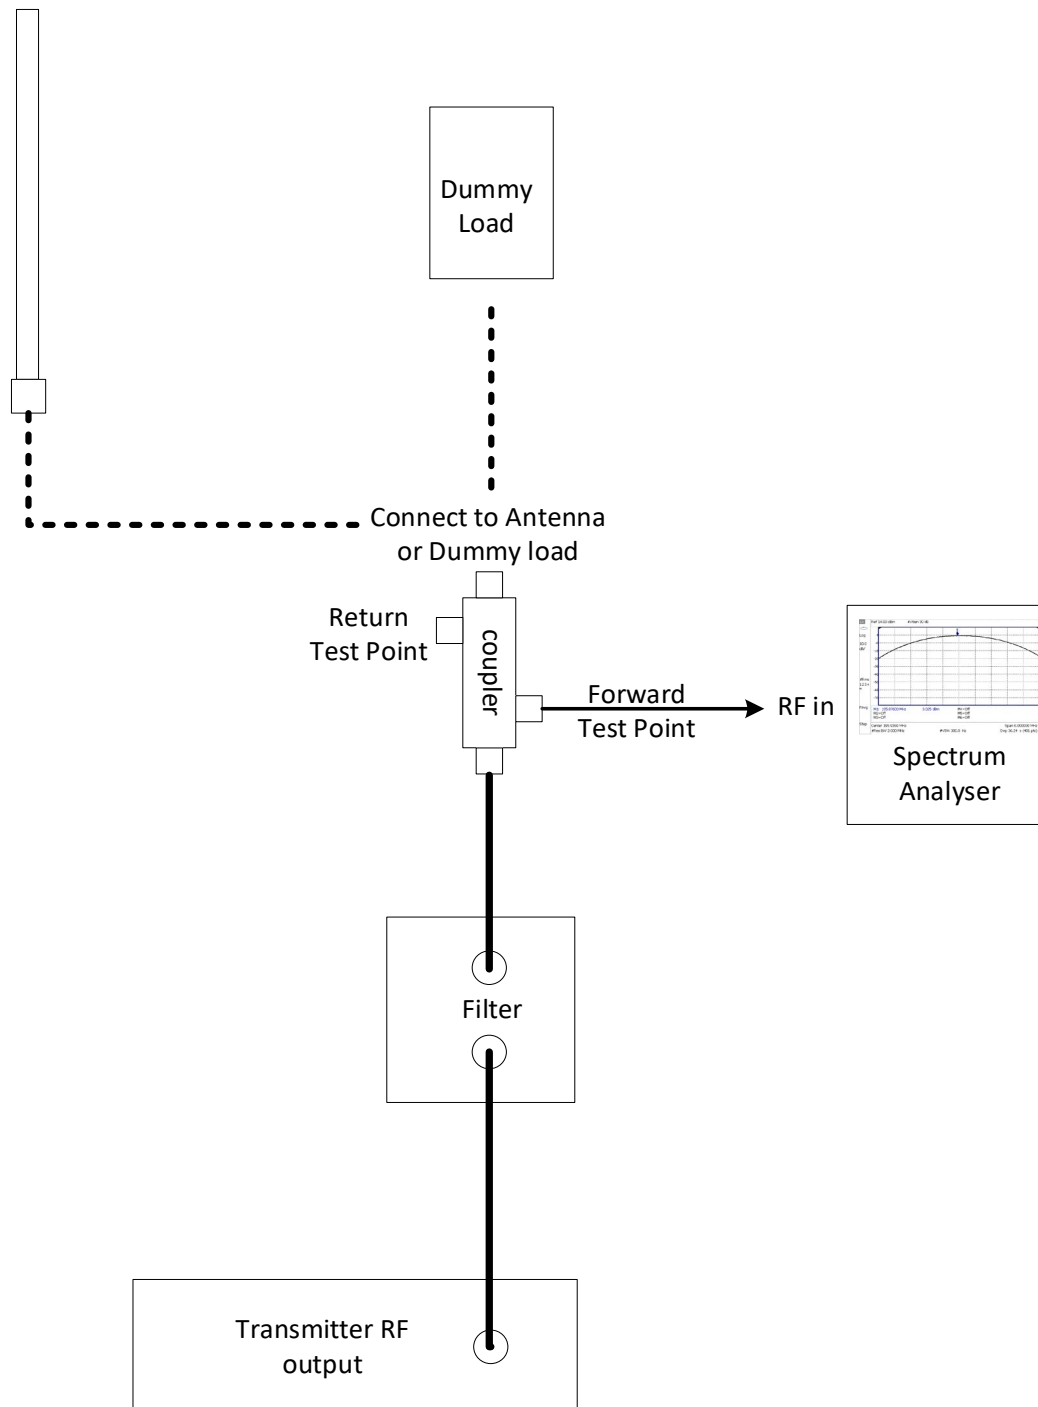 Dummy
Load
Connect to Antenna
or Dummy load
Return
Test Point
coupler
Forward
Test Point
RF in
Spectrum
Analyser
Filter
Transmitter RF
output